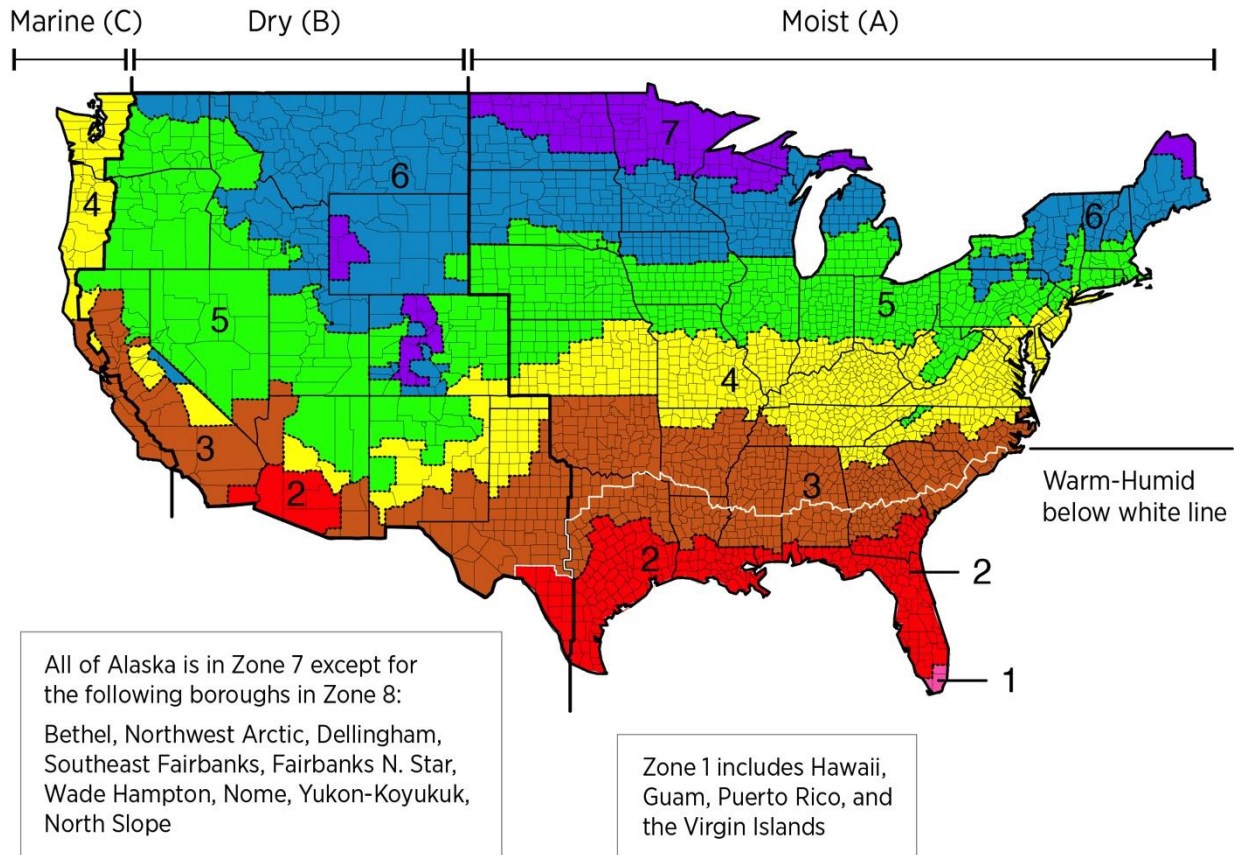 Marine (C)
Dry (B)
Moist (A)
7
6
6
4
5
5
4
3
3
Warm-Humid
below white line
2
2
2
1
All of Alaska is in Zone 7 except for
the following boroughs in Zone 8:
Bethel, Northwest Arctic, Dellingham,
Southeast Fairbanks, Fairbanks N. Star,
Wade Hampton, Nome, Yukon-Koyukuk,
North Slope
Zone 1 includes Hawaii,
Guam, Puerto Rico, and
the Virgin Islands